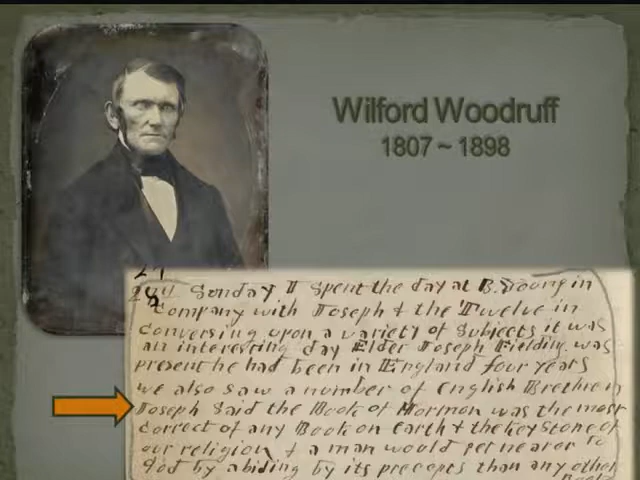 Wilford Woodruff
1807 ~ 1898
28 Sunday I Spent the day at B. Young in
Company with Joseph & the Twelve in
conversing upon a variety of Subjects it was
an interesting day Elder Joseph Fielding was
present he had been in England four years
we also saw a number of English Brethren
Joseph Said the Book of Mormon was the most
correct of any Book on earth & the key Stone of
our religion & a man would get nearer to
God by abiding by its precepts than any other